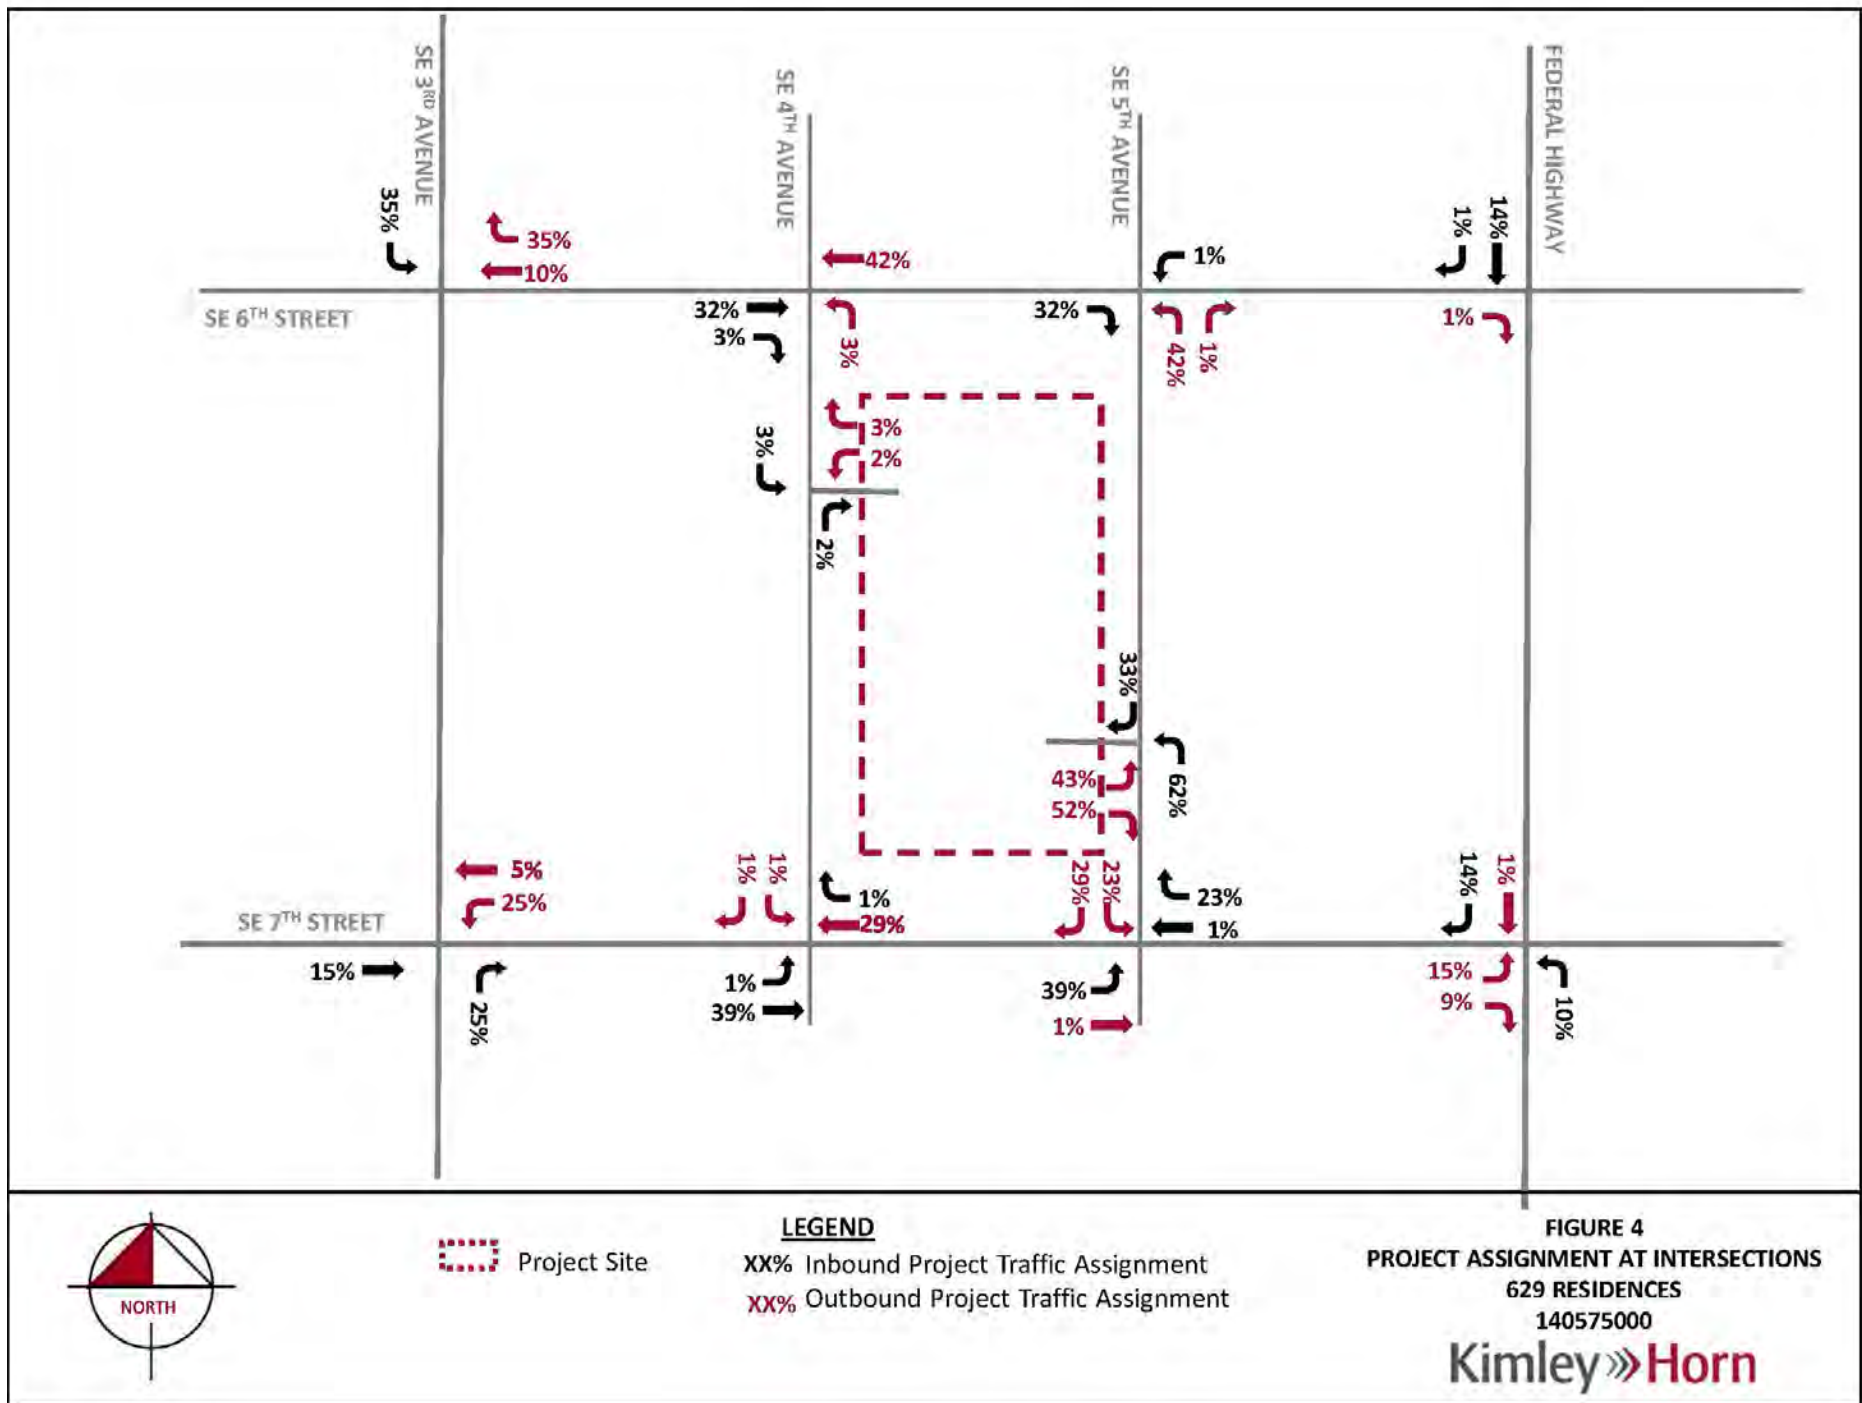 SE 3RD AVENUE
SE 4TH AVENUE
SE 5TH AVENUE
FEDERAL HIGHWAY
35%
35%
10%
42%
1%
1%
14%
SE 6TH STREET
32%
3%
3%
32%
42%
1%
1%
3%
3%
2%
2%
33%
43%
52%
62%
5%
25%
1%
1%
1%
29%
29%
23%
23%
1%
14%
1%
SE 7TH STREET
15%
25%
1%
39%
39%
1%
15%
9%
10%
NORTH
Project Site
LEGEND
XX% Inbound Project Traffic Assignment
XX% Outbound Project Traffic Assignment
FIGURE 4
PROJECT ASSIGNMENT AT INTERSECTIONS
629 RESIDENCES
140575000
Kimley»Horn